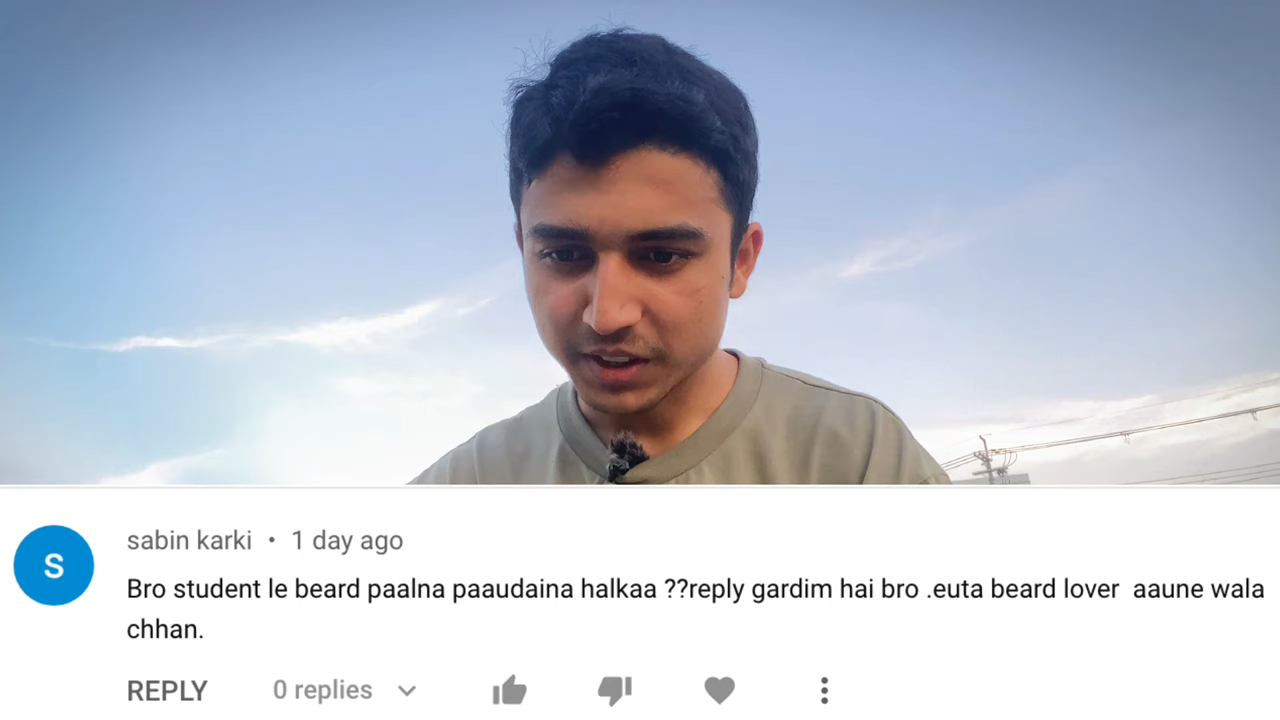 S
sabin karki • 1 day ago
Bro student le beard paalna paaudaina halkaa ??reply gardim hai bro .euta beard lover  aaune wala
chhan.
REPLY 0 replies